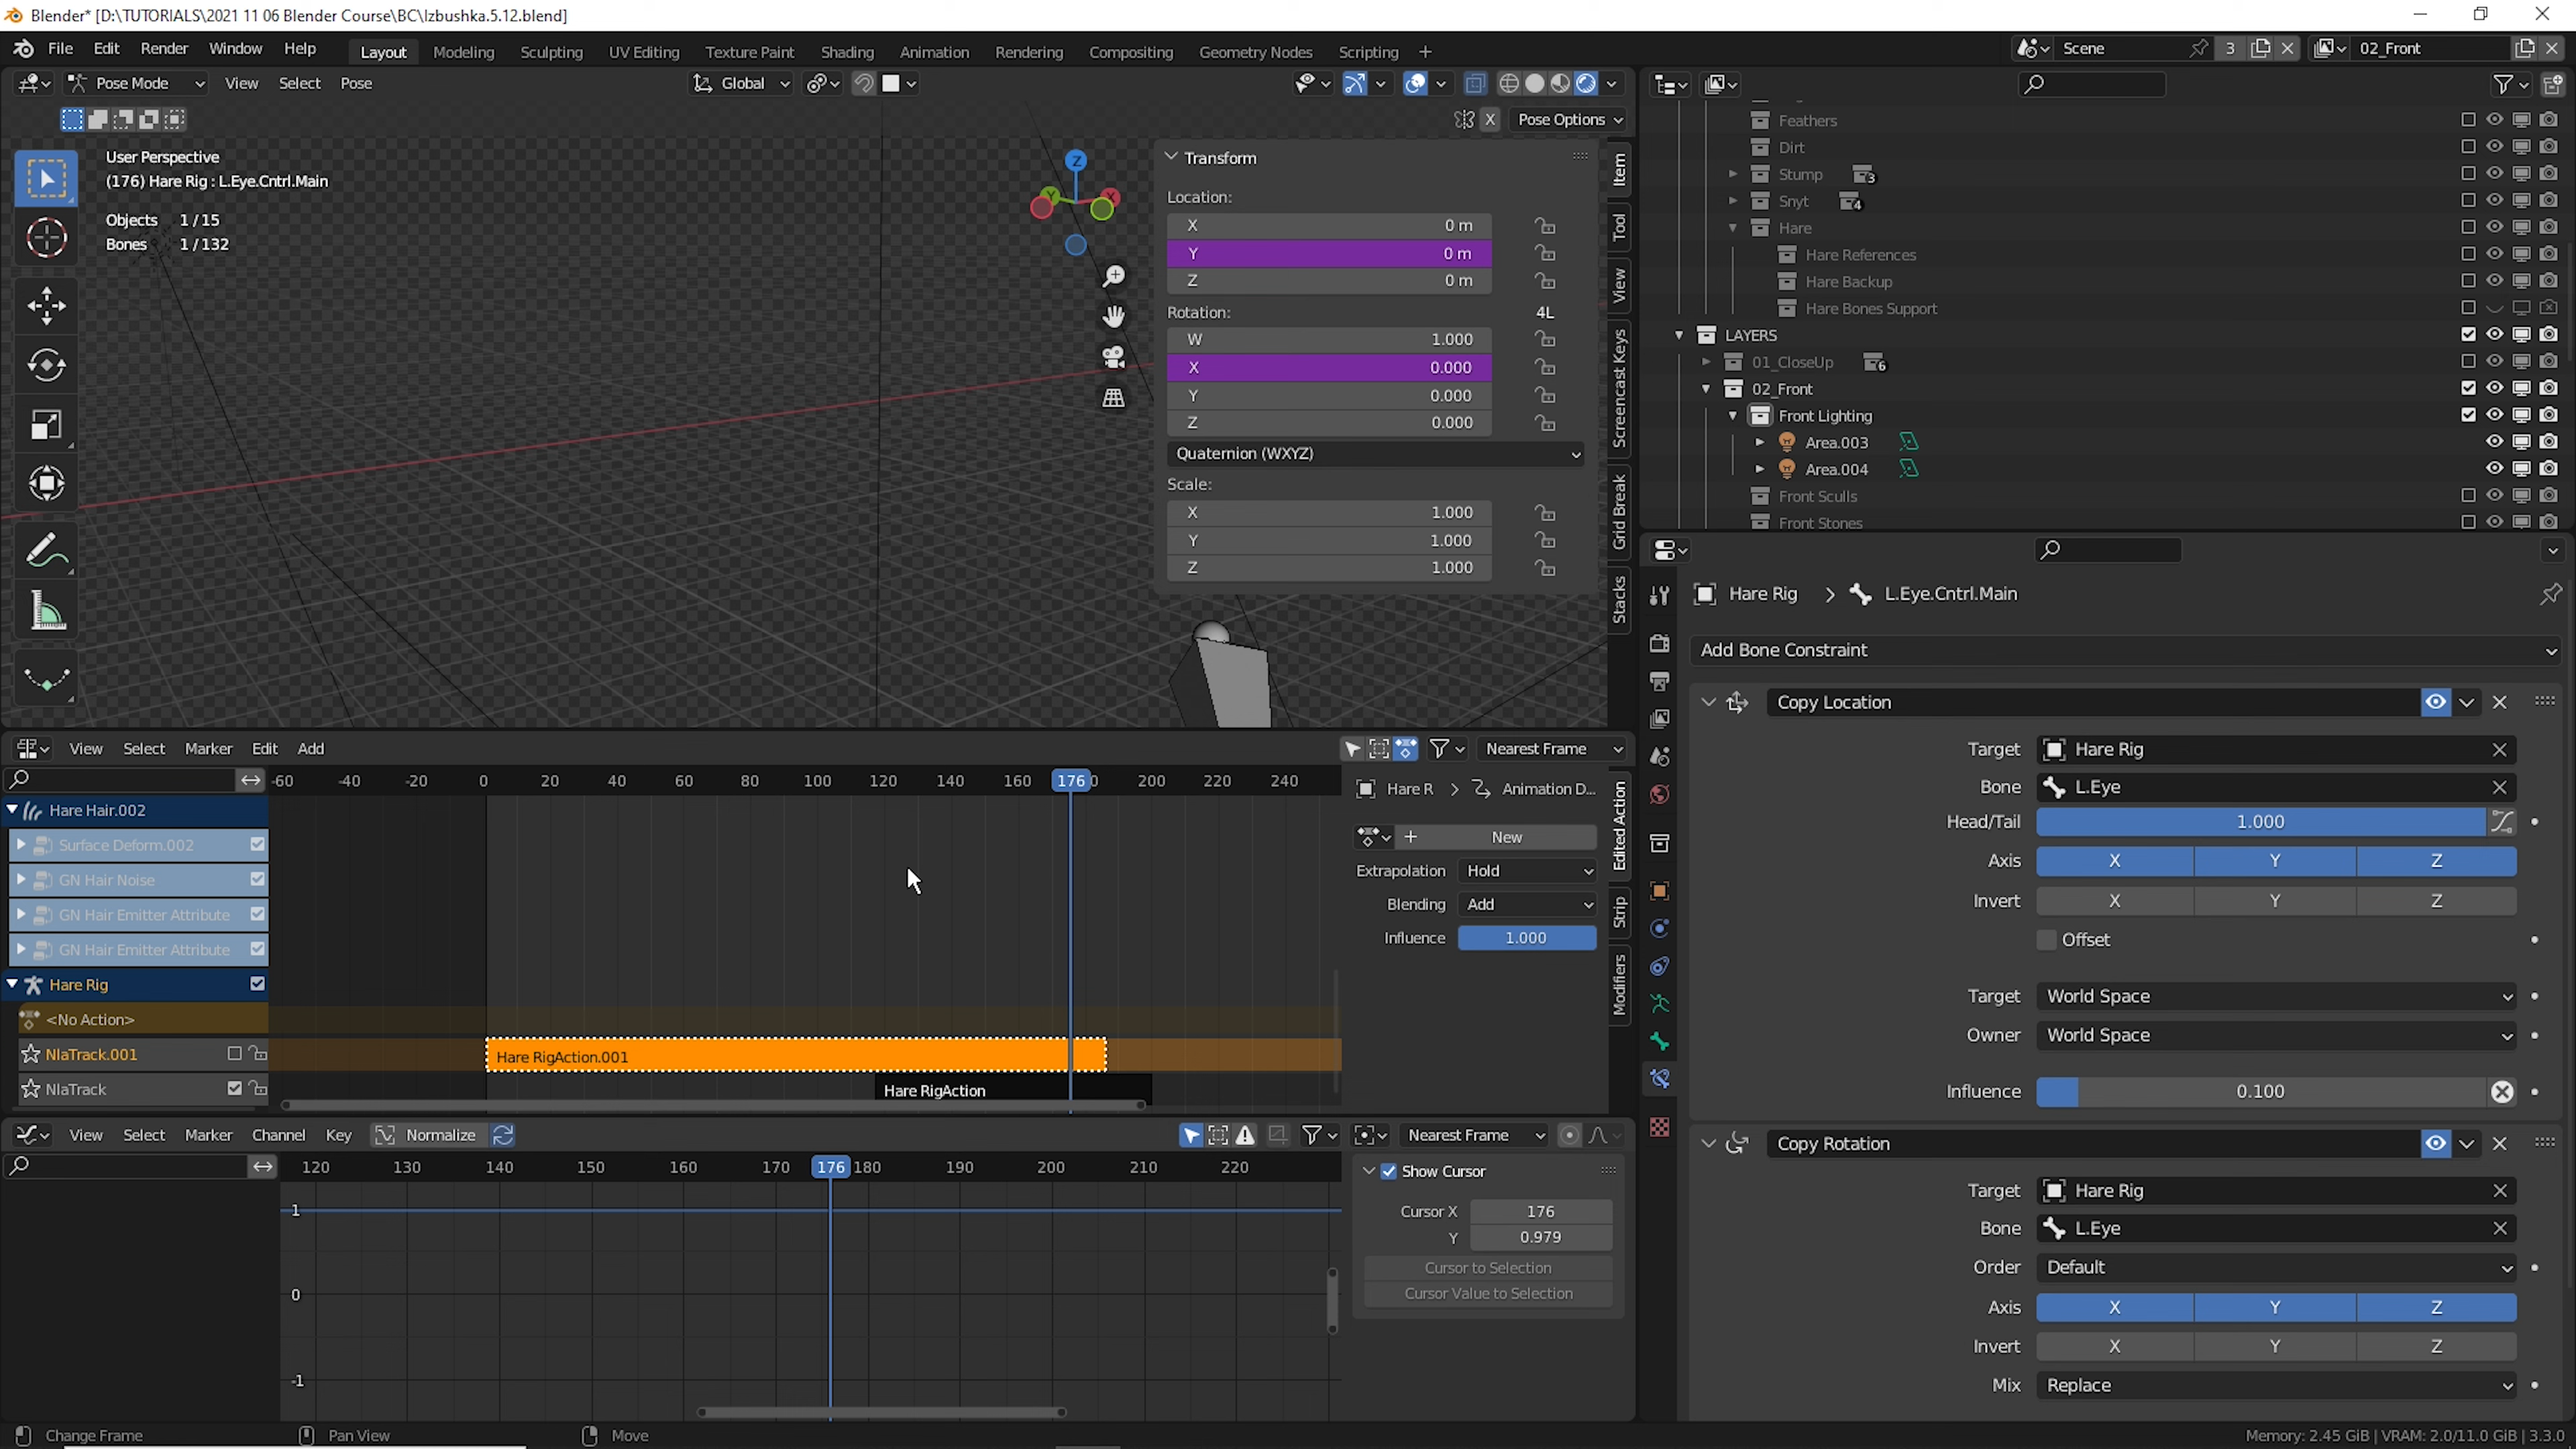 Blender* [D:\TUTORIALS\2021 11 06 Blender Course\BC\Izbushka.5.12.blend]
File Edit Render Window Help Layout Modeling Sculpting UV Editing Texture Paint Shading Animation Rendering Compositing Geometry Nodes Scripting + Scene 3 02_Front
Pose Mode View Select Pose Global
X Pose Options
User Perspective
(176) Hare Rig : L.Eye.Cntrl.Main
Objects 1/15
Bones 1/132
Z
Y
X
Transform
Location:
X 0 m
Y 0 m
Z 0 m
Rotation: 4L
W 1.000
X 0.000
Y 0.000
Z 0.000
Quaternion (WXYZ)
Scale:
X 1.000
Y 1.000
Z 1.000
Item
Tool
View
Screencast Keys
Grid Break
Stacks
Feathers
Dirt
Stump 3
Snyt 4
Hare
Hare References
Hare Backup
Hare Bones Support
LAYERS
01_CloseUp 6
02_Front
Front Lighting
Area.003
Area.004
Front Sculls
Front Stones
Hare Rig > L.Eye.Cntrl.Main
Add Bone Constraint
Copy Location
Target Hare Rig
Bone L.Eye
Head/Tail 1.000
Axis X Y Z
Invert X Y Z
Offset
Target World Space
Owner World Space
Influence 0.100
Copy Rotation
Target Hare Rig
Bone L.Eye
Order Default
Axis X Y Z
Invert X Y Z
Mix Replace
View Select Marker Edit Add Nearest Frame
-60 -40 -20 0 20 40 60 80 100 120 140 160 176 200 220 240
Hare Hair.002
Surface Deform.002
GN Hair Noise
GN Hair Emitter Attribute
GN Hair Emitter Attribute
Hare Rig
<No Action>
NlaTrack.001 Hare RigAction.001
NlaTrack Hare RigAction
Hare R > Animation D...
+ New
Extrapolation Hold
Blending Add
Influence 1.000
Edited Action
Strip
Modifiers
View Select Marker Channel Key Normalize Nearest Frame
120 130 140 150 160 170 176 180 190 200 210 220
1
0
-1
Show Cursor
Cursor X 176
Y 0.979
Cursor to Selection
Cursor Value to Selection
Change Frame Pan View Move Memory: 2.45 GiB | VRAM: 2.0/11.0 GiB | 3.3.0